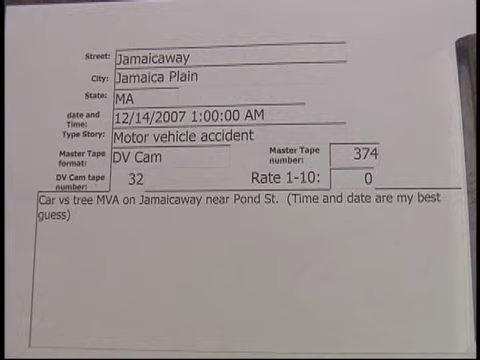 Street: Jamaicaway
City: Jamaica Plain
State: MA
date and Time: 12/14/2007 1:00:00 AM
Type Story: Motor vehicle accident
Master Tape format: DV Cam Master Tape number: 374
DV Cam tape number: 32 Rate 1-10: 0
Car vs tree MVA on Jamaicaway near Pond St. (Time and date are my best
guess)